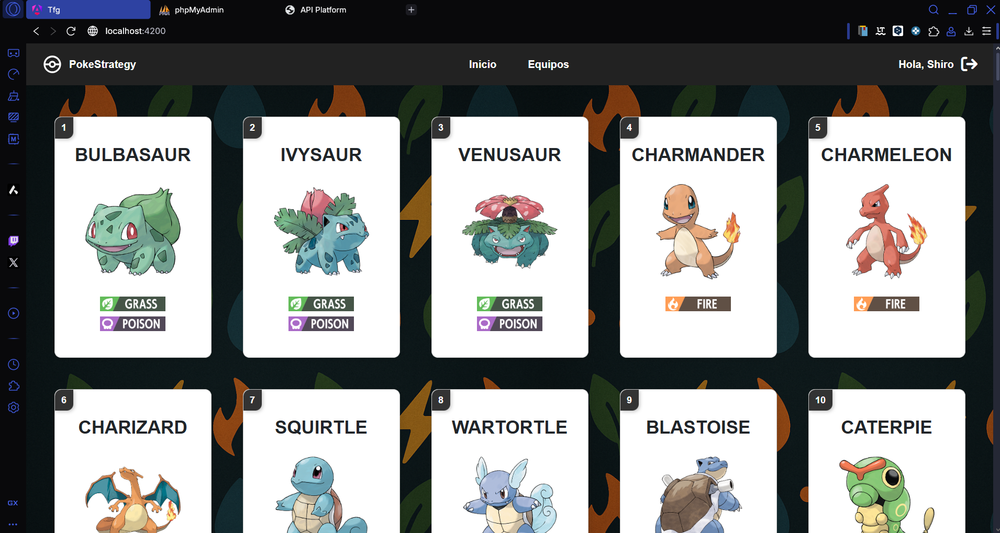 Tfg
phpMyAdmin
API Platform
localhost:4200
PokeStrategy
Inicio
Equipos
Hola, Shiro
1
BULBASAUR
GRASS
POISON
2
IVYSAUR
GRASS
POISON
3
VENUSAUR
GRASS
POISON
4
CHARMANDER
FIRE
5
CHARMELEON
FIRE
6
CHARIZARD
7
SQUIRTLE
8
WARTORTLE
9
BLASTOISE
10
CATERPIE
M
GX